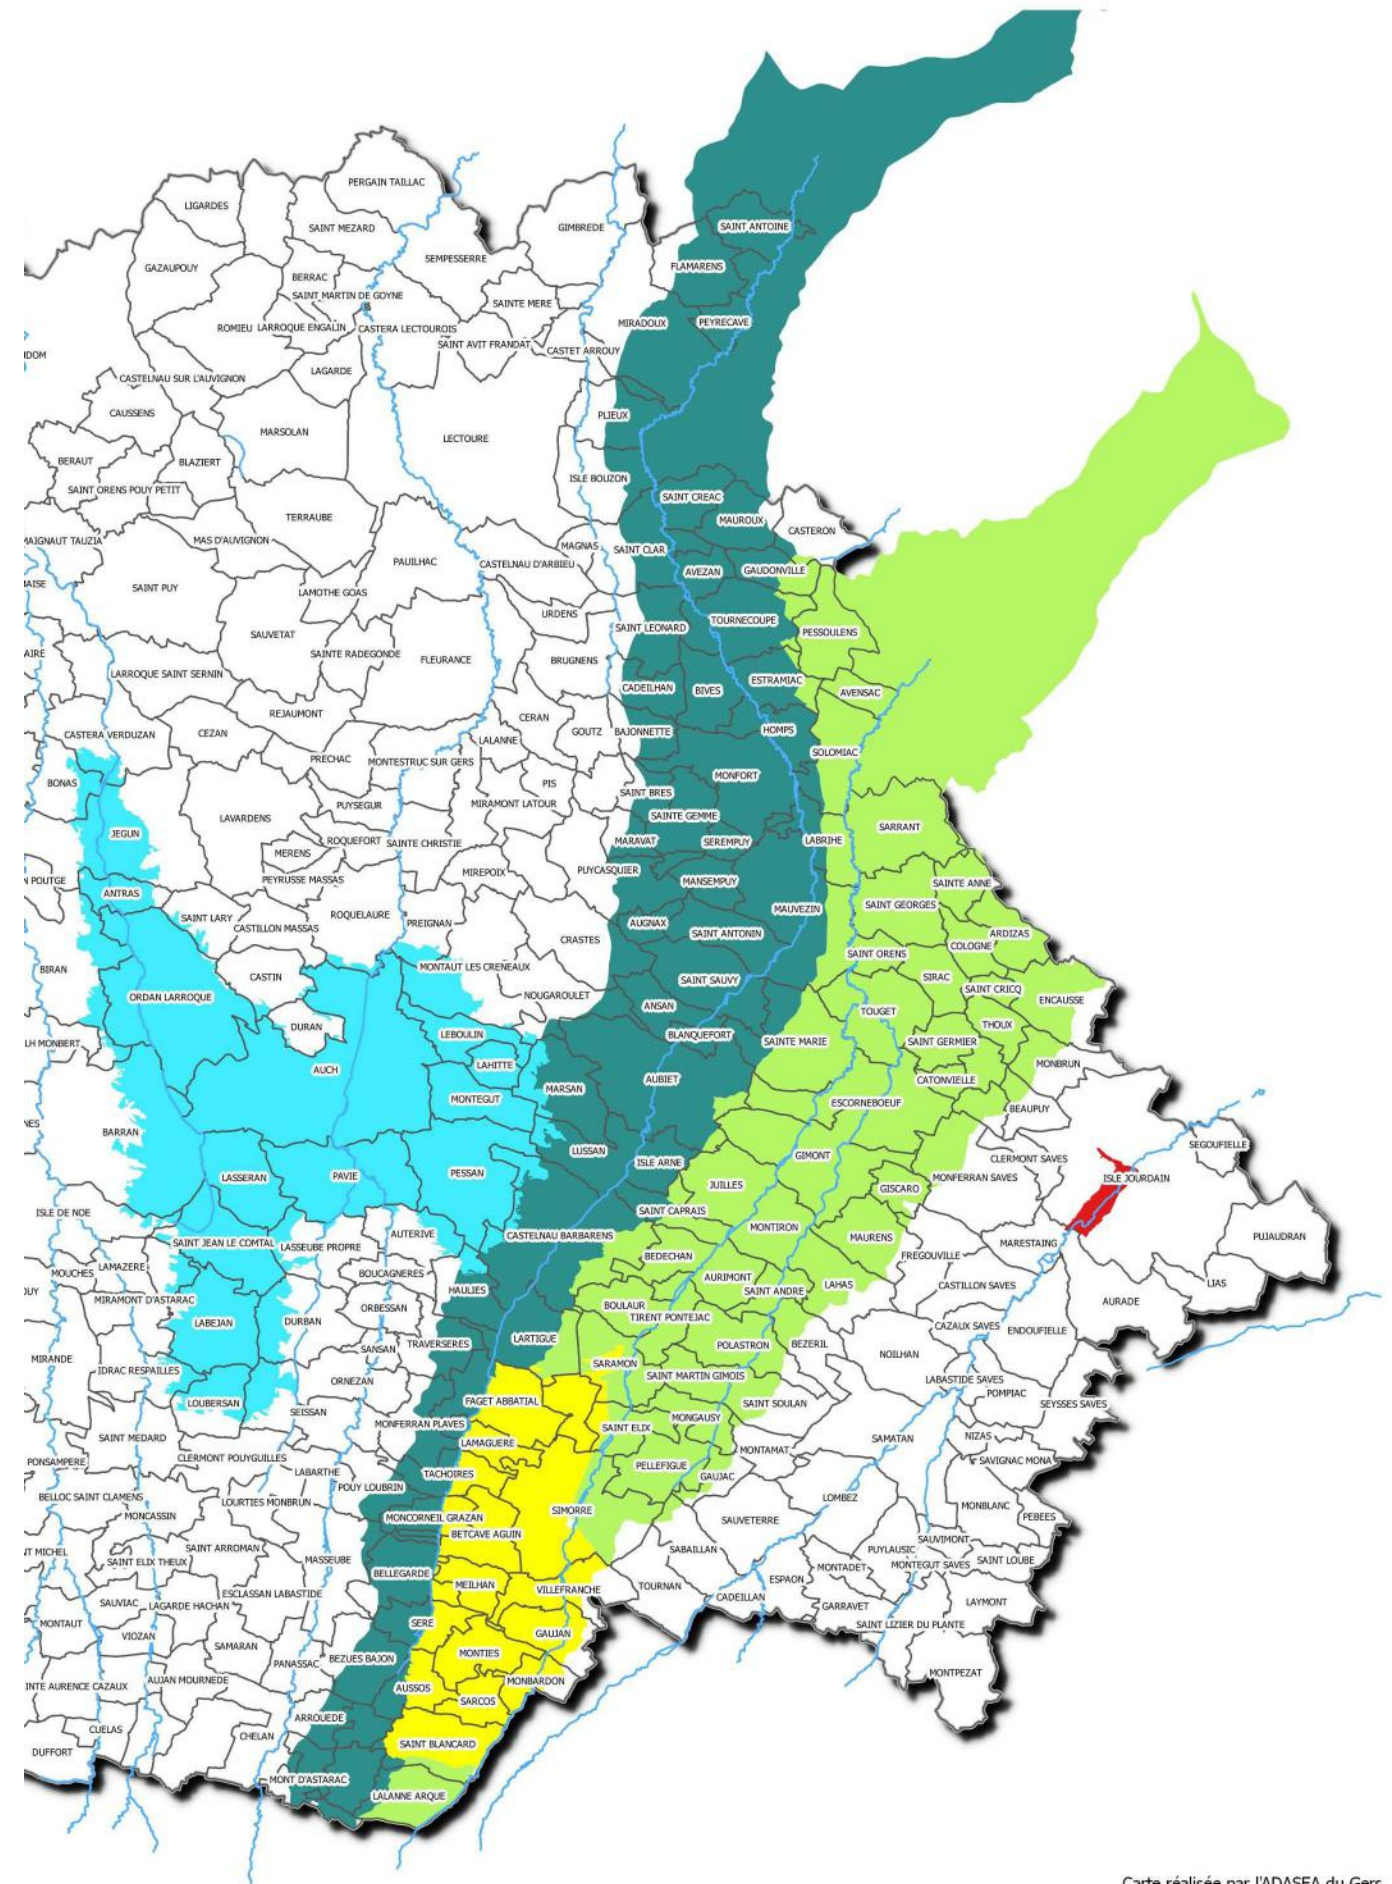 PERGAIN TAILLAC
LIGARDES
SAINT MEZARD
GIMBREDE
SAINT ANTOINE
SEMPESSERRE
GAZAUPOUY
FLAMARENS
BERRAC
SAINT MARTIN DE GOYNE
SAINTE MERE
ROMIEU
LARROQUE ENGALIN
CASTERA LECTOUROIS
MIRADOUX
PEYRECAVE
SAINT AVIT FRANDAT
CASTET ARROUY
DOM
LAGARDE
CASTELNAU SUR L'AUVIGNON
CAUSSENS
PLIEUX
MARSOLAN
LECTOURE
BERAUT
BLAZIERT
ISLE BOUZON
SAINT ORENS POUY PETIT
SAINT CREAC
TERRAUBE
MAUROUX
CASTERON
AIGNAUT TAUZIA
MAS D'AUVIGNON
MAGNAS
SAINT CLAR
PAUILHAC
CASTELNAU D'ARBIEU
AVEZAN
GAUDONVILLE
AISE
SAINT PUY
LAMOTHE GOAS
URDENS
TOURNECOUPE
SAUVETAT
SAINT LEONARD
PESSOULENS
AIRE
SAINTE RADEGONDE
FLEURANCE
BRUGNENS
LARROQUE SAINT SERNIN
CADEILHAN
BIVES
ESTRAMIAC
AVENSAC
REJAUMONT
CERAN
CASTERA VERDUZAN
CEZAN
GOUTZ
BAJONNETTE
HOMPS
LALANNE
SOLOMIAC
PRECHAC
MONTESTRUC SUR GERS
BONAS
PIS
MONFORT
SAINT BRES
PUYSEGUR
MIRAMONT LATOUR
LAVARDENS
SAINTE GEMME
SARRANT
JEGUN
ROQUEFORT
SAINTE CHRISTIE
MARAVAT
SEREMPUY
LABRIHE
MERENS
PUYCASQUIER
MIREPOIX
N POUTGE
PEYRUSSE MASSAS
MANSEMPUY
SAINTE ANNE
ANTRAS
SAINT GEORGES
MAUVEZIN
SAINT LARY
ROQUELAURE
PREIGNAN
AUGNAX
CASTILLON MASSAS
SAINT ANTONIN
ARDIZAS
CRASTES
COLOGNE
SAINT ORENS
BIRAN
MONTAUT LES CRENEAUX
CASTIN
SIRAC
SAINT SAUVY
SAINT CRICQ
ORDAN LARROQUE
NOUGAROULET
ENCAUSSE
ANSAN
TOUGET
DURAN
THOUX
LEBOULIN
BLANQUEFORT
SAINTE MARIE
SAINT GERMIER
LH MONBERT
LAHITTE
MONBRUN
AUCH
AUBIET
CATONVIELLE
MARSAN
MONTEGUT
ESCORNEBOEUF
BEAUPUY
NES
BARRAN
SEGOUFIELLE
LUSSAN
GIMONT
CLERMONT SAVES
ISLE ARNE
PESSAN
LASSERAN
PAVIE
MONFERRAN SAVES
ISLE JOURDAIN
JUILLES
GISCARO
ISLE DE NOE
SAINT CAPRAIS
MONTIRON
AUTERIVE
CASTELNAU BARBARENS
MAURENS
PUJAUDRAN
SAINT JEAN LE COMTAL
LASSEUBE PROPRE
MARESTAING
BEDECHAN
FREGOUVILLE
LAMAZERE
MOUCHES
BOUCAGNERES
AURIMONT
LIAS
LAHAS
CASTILLON SAVES
HAULIES
SAINT ANDRE
OUY
MIRAMONT D'ASTARAC
AURADE
BOULAUR
ORBESSAN
TIRENT PONTEJAC
LABEJAN
DURBAN
CAZAUX SAVES
ENDOUFIELLE
LARTIGUE
TRAVERSERES
POLASTRON
BEZERIL
SANSAN
NOILHAN
MIRANDE
SARAMON
IDRAC RESPAILLES
SAINT MARTIN GIMOIS
ORNEZAN
LABASTIDE SAVES
POMPIAC
LOUBERSAN
FAGET ABBATIAL
SAINT SOULAN
SEYSSES SAVES
SEISSAN
MONGAUSY
MONFERRAN PLAVES
SAINT ELIX
NIZAS
SAINT MEDARD
LAMAGUERE
SAMATAN
MONTAMAT
CLERMONT POUYGUILLES
SAVIGNAC MONA
PONSAMPERE
PELLEFIGUE
LABARTHE
TACHOIRES
GAUJAC
POUY LOUBRIN
BELLOC SAINT CLAMENS
LOURTIES MONBRUN
LOMBEZ
MONBLANC
SIMORRE
MONCASSIN
MONCORNEIL GRAZAN
PEBEES
SAUVETERRE
BETCAVE AGUIN
SAUVIMONT
SAINT ARROMAN
SABAILLAN
PUYLAUSIC
NT MICHEL
MASSEUBE
SAINT ELIX THEUX
MONTADET
MONTEGUT SAVES
SAINT LOUBE
BELLEGARDE
ESPAON
MEILHAN
TOURNAN
VILLEFRANCHE
ESCLASSAN LABASTIDE
CADEILLAN
SAUVIAC
LAGARDE HACHAN
GARRAVET
LAYMONT
MONTAUT
SERE
SAINT LIZIER DU PLANTE
VIOZAN
GAUJAN
SAMARAN
MONTIES
BEZUES BAJON
PANASSAC
MONTPEZAT
AUJAN MOURNEDE
MONBARDON
INTE AURENCE CAZAUX
AUSSOS
SARCOS
ARROUEDE
CUELAS
CHELAN
SAINT BLANCARD
DUFFORT
MONT D'ASTARAC
LALANNE ARQUE
Carte réalisée par l'ADASEA du Gers